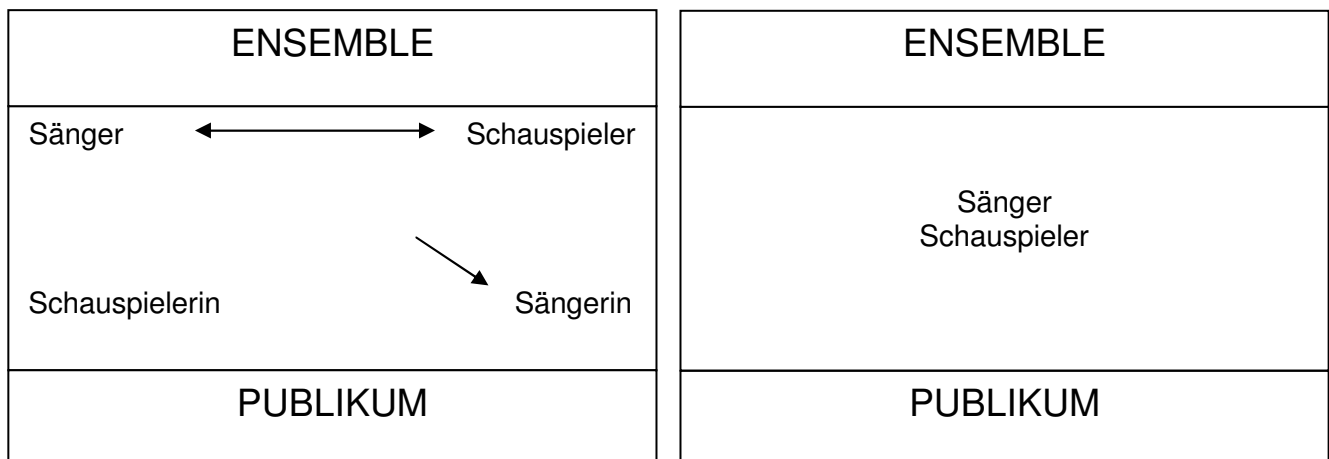 ENSEMBLE
Sänger
Schauspieler
Schauspielerin
Sängerin
PUBLIKUM
ENSEMBLE
Sänger
Schauspieler
PUBLIKUM